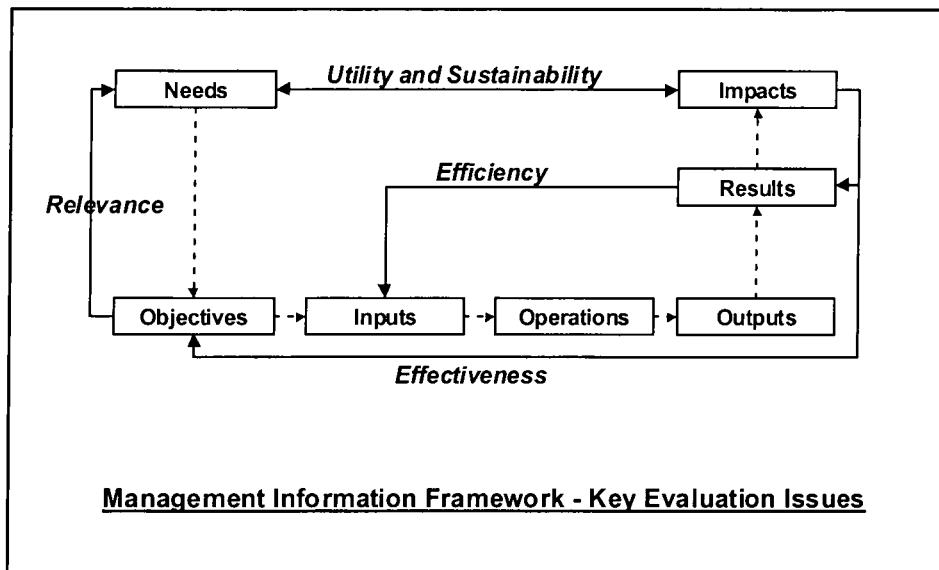 Utility and Sustainability
Needs
Impacts
Efficiency
Results
Relevance
Objectives
Inputs
Operations
Outputs
Effectiveness
Management Information Framework - Key Evaluation Issues